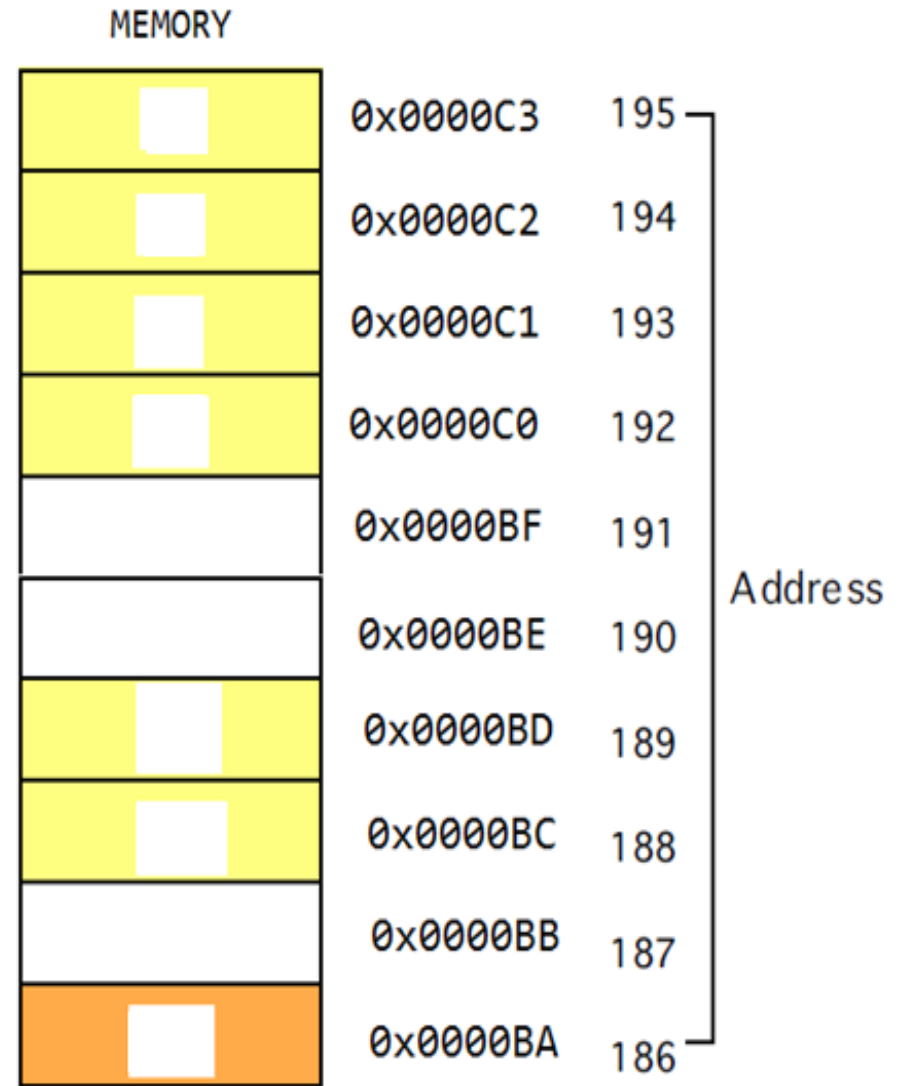 MEMORY
0x0000C3 195
0x0000C2 194
0x0000C1 193
0x0000C0 192
0x0000BF 191
0x0000BE 190
Address
0x0000BD 189
0x0000BC 188
0x0000BB 187
0x0000BA 186